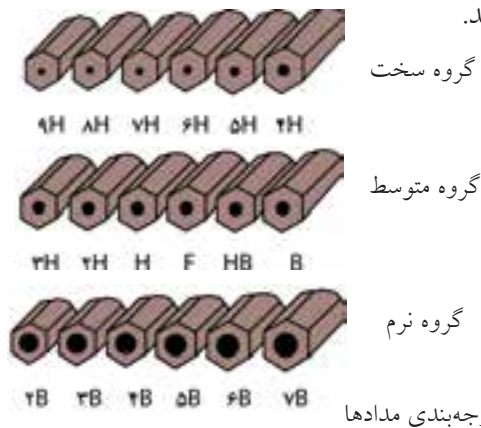 د.
گروه سخت
۹H ۸H ۷H ۶H ۵H ۴H
گروه متوسط
۳H ۲H H F HB B
گروه نرم
۲B ۳B ۴B ۵B ۶B ۷B
جه‌بندی مدادها